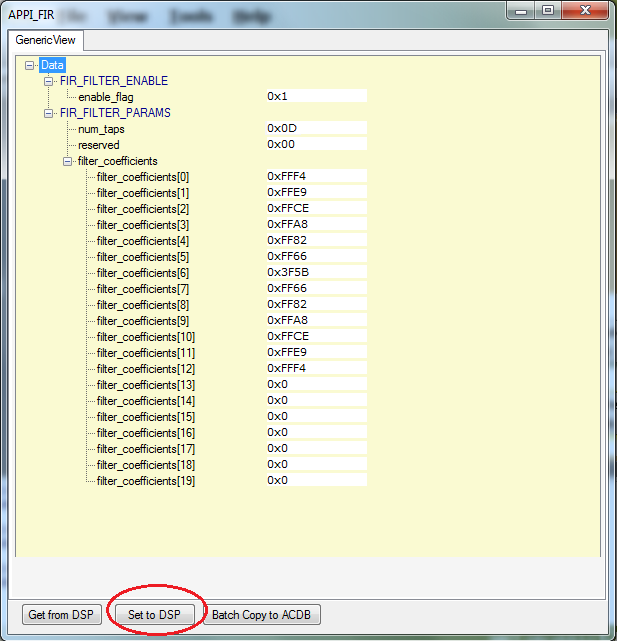 APPI_FIR
File View Tools Help
GenericView
Data
FIR_FILTER_ENABLE
enable_flag 0x1
FIR_FILTER_PARAMS
num_taps 0x0D
reserved 0x00
filter_coefficients
filter_coefficients[0] 0xFFF4
filter_coefficients[1] 0xFFE9
filter_coefficients[2] 0xFFCE
filter_coefficients[3] 0xFFA8
filter_coefficients[4] 0xFF82
filter_coefficients[5] 0xFF66
filter_coefficients[6] 0x3F5B
filter_coefficients[7] 0xFF66
filter_coefficients[8] 0xFF82
filter_coefficients[9] 0xFFA8
filter_coefficients[10] 0xFFCE
filter_coefficients[11] 0xFFE9
filter_coefficients[12] 0xFFF4
filter_coefficients[13] 0x0
filter_coefficients[14] 0x0
filter_coefficients[15] 0x0
filter_coefficients[16] 0x0
filter_coefficients[17] 0x0
filter_coefficients[18] 0x0
filter_coefficients[19] 0x0
Get from DSP Set to DSP Batch Copy to ACDB